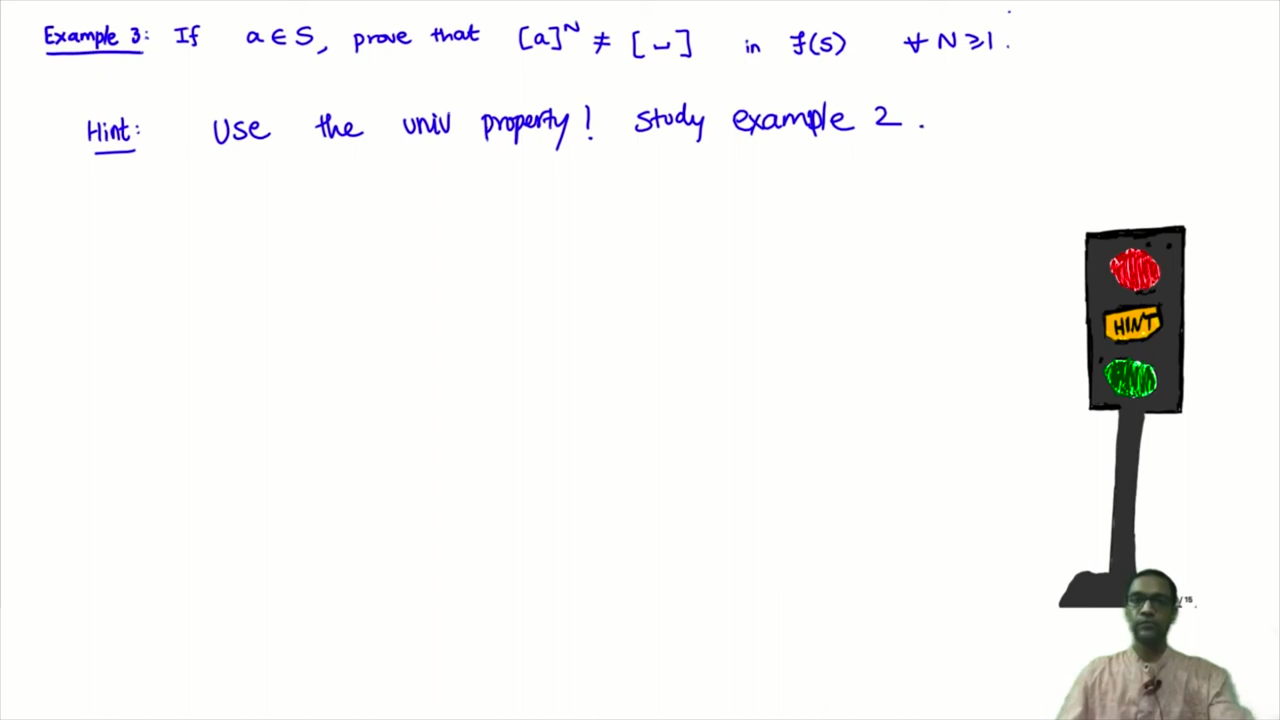 Example 3: If a ∈ S, prove that [a]^N ≠ [ ␣ ] in F(S) ∀ N ≥ 1.
Hint: Use the univ property! Study example 2.
HINT